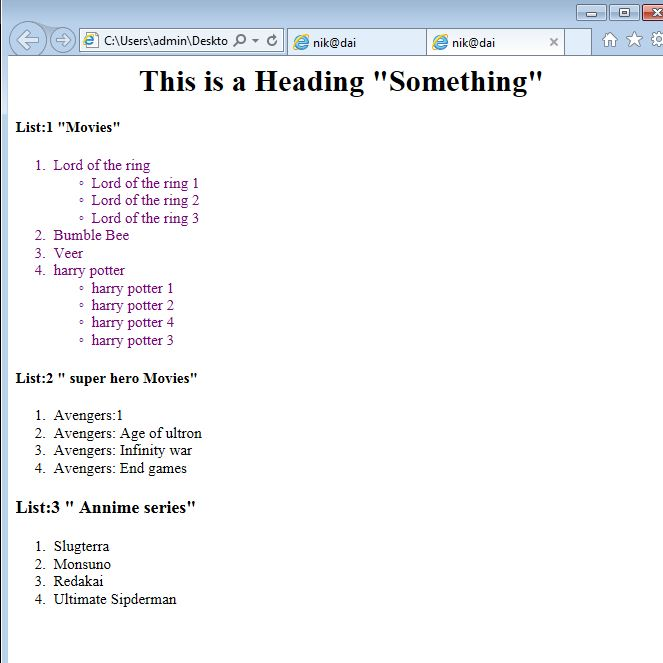 C:\Users\admin\Deskto
nik@dai
nik@dai
This is a Heading "Something"
List:1 "Movies"
1. Lord of the ring
◦ Lord of the ring 1
◦ Lord of the ring 2
◦ Lord of the ring 3
2. Bumble Bee
3. Veer
4. harry potter
◦ harry potter 1
◦ harry potter 2
◦ harry potter 4
◦ harry potter 3
List:2 " super hero Movies"
1. Avengers:1
2. Avengers: Age of ultron
3. Avengers: Infinity war
4. Avengers: End games
List:3 " Annime series"
1. Slugterra
2. Monsuno
3. Redakai
4. Ultimate Sipderman